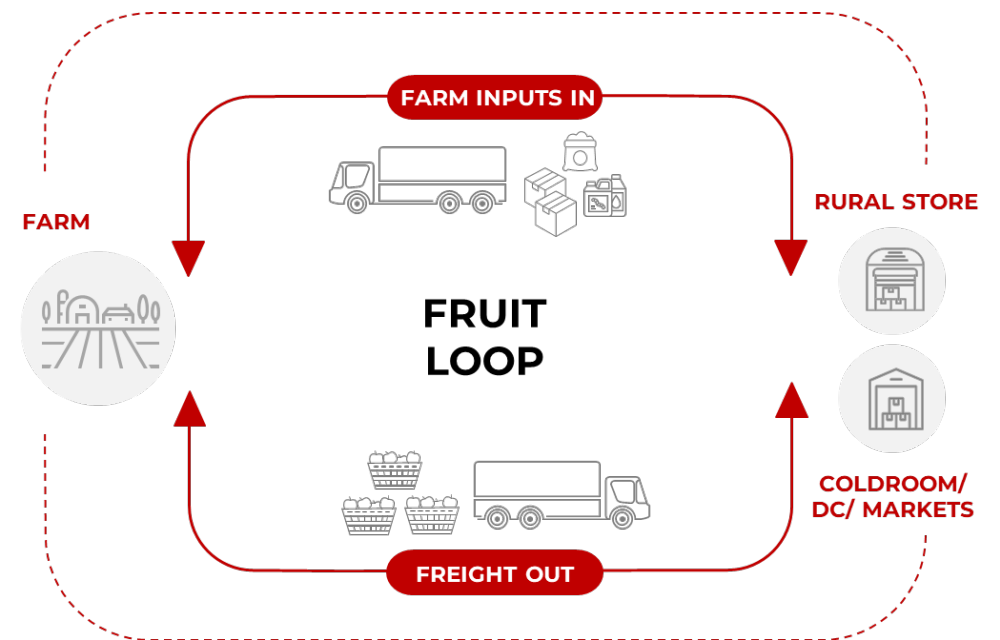 FARM INPUTS IN
FARM
RURAL STORE
FRUIT
LOOP
COLDROOM/
DC/ MARKETS
FREIGHT OUT